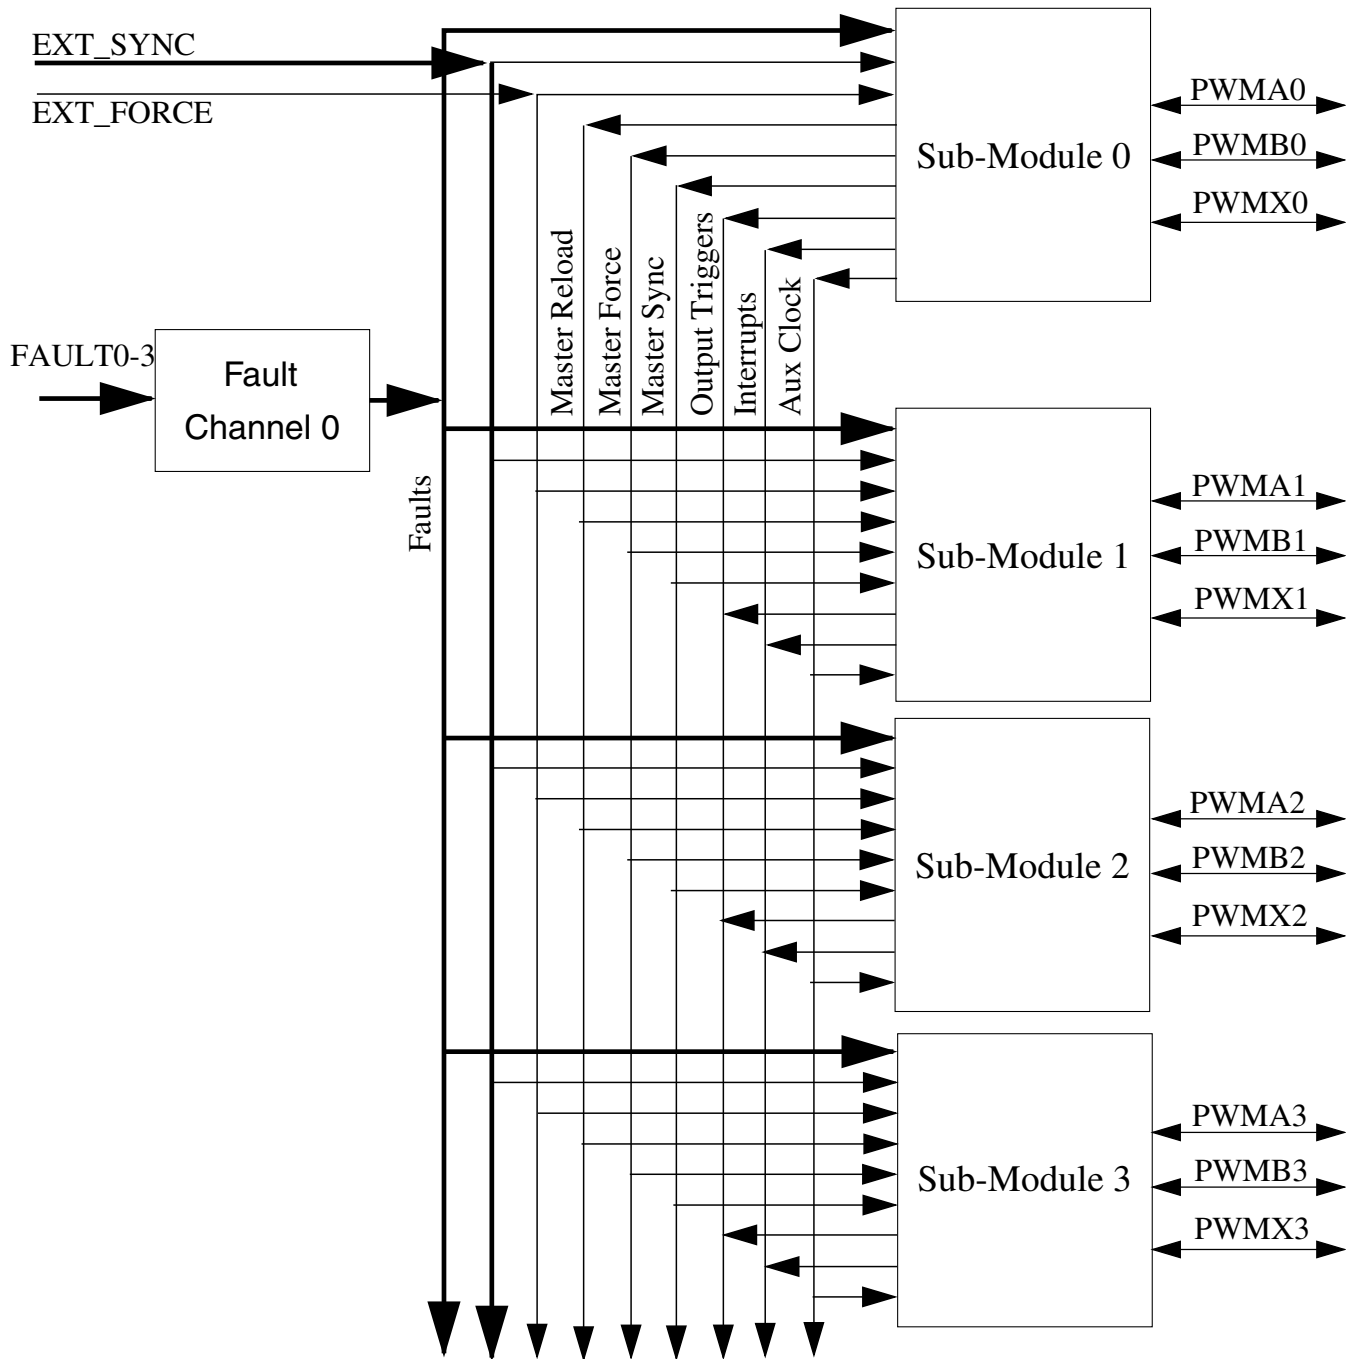 EXT_SYNC
EXT_FORCE
PWMA0
PWMB0
PWMX0
Sub-Module 0
Master Reload
Master Force
Master Sync
Output Triggers
Interrupts
Aux Clock
FAULT0-3
Fault
Channel 0
Faults
PWMA1
PWMB1
PWMX1
Sub-Module 1
PWMA2
PWMB2
PWMX2
Sub-Module 2
PWMA3
PWMB3
PWMX3
Sub-Module 3